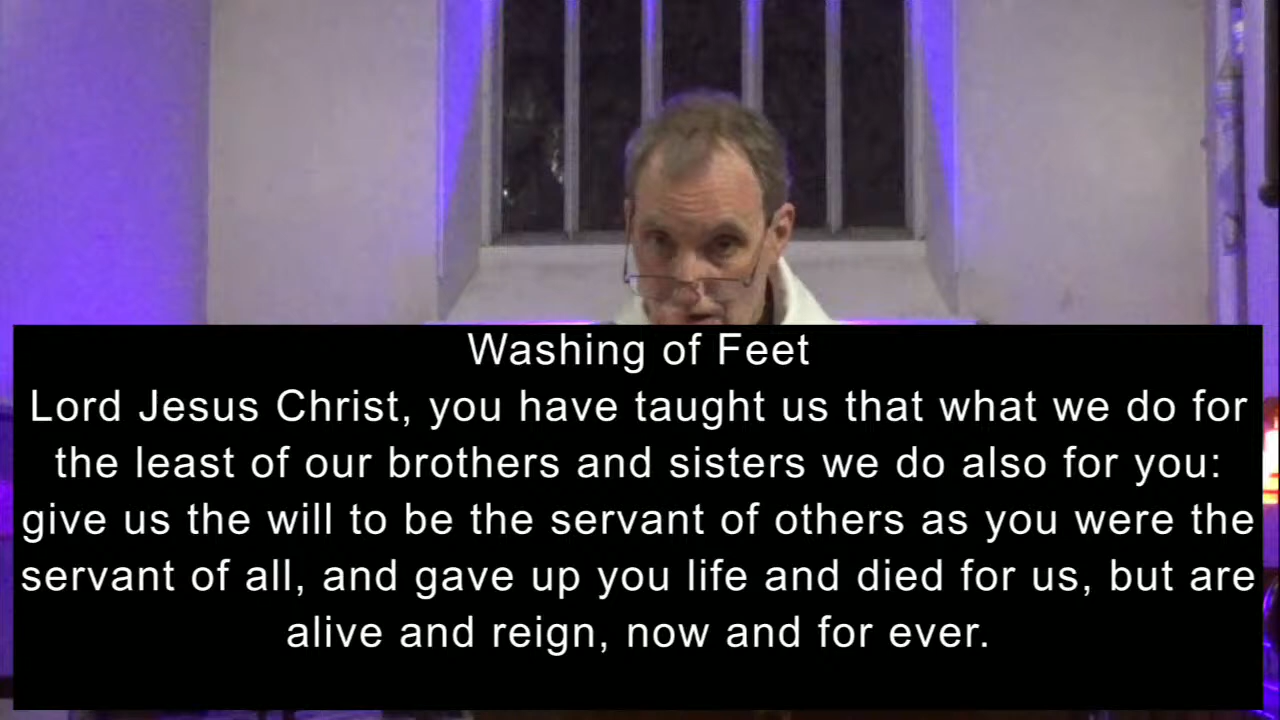 Washing of Feet
Lord Jesus Christ, you have taught us that what we do for
the least of our brothers and sisters we do also for you:
give us the will to be the servant of others as you were the
servant of all, and gave up you life and died for us, but are
alive and reign, now and for ever.